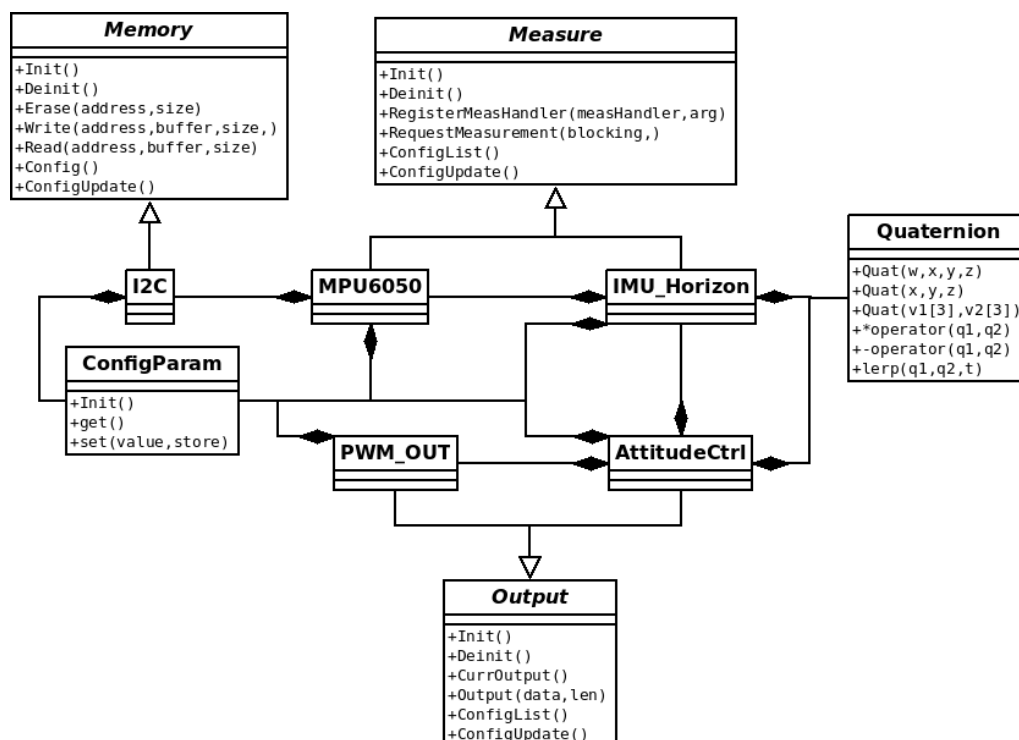 Memory
+Init()
+Deinit()
+Erase(address,size)
+Write(address,buffer,size,)
+Read(address,buffer,size)
+Config()
+ConfigUpdate()
Measure
+Init()
+Deinit()
+RegisterMeasHandler(measHandler,arg)
+RequestMeasurement(blocking,)
+ConfigList()
+ConfigUpdate()
I2C
MPU6050
IMU_Horizon
Quaternion
+Quat(w,x,y,z)
+Quat(x,y,z)
+Quat(v1[3],v2[3])
+*operator(q1,q2)
+-operator(q1,q2)
+lerp(q1,q2,t)
ConfigParam
+Init()
+get()
+set(value,store)
PWM_OUT
AttitudeCtrl
Output
+Init()
+Deinit()
+CurrOutput()
+Output(data,len)
+ConfigList()
+ConfigUpdate()